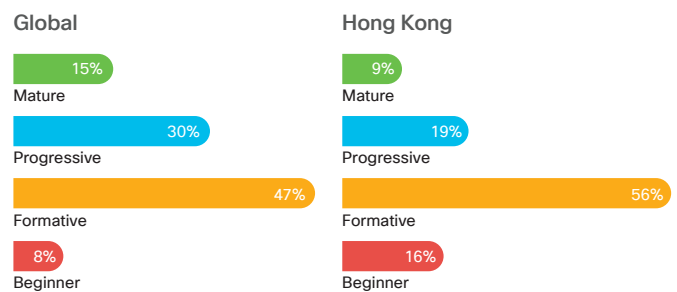 Global
15%
Mature
30%
Progressive
47%
Formative
8%
Beginner
Hong Kong
9%
Mature
19%
Progressive
56%
Formative
16%
Beginner